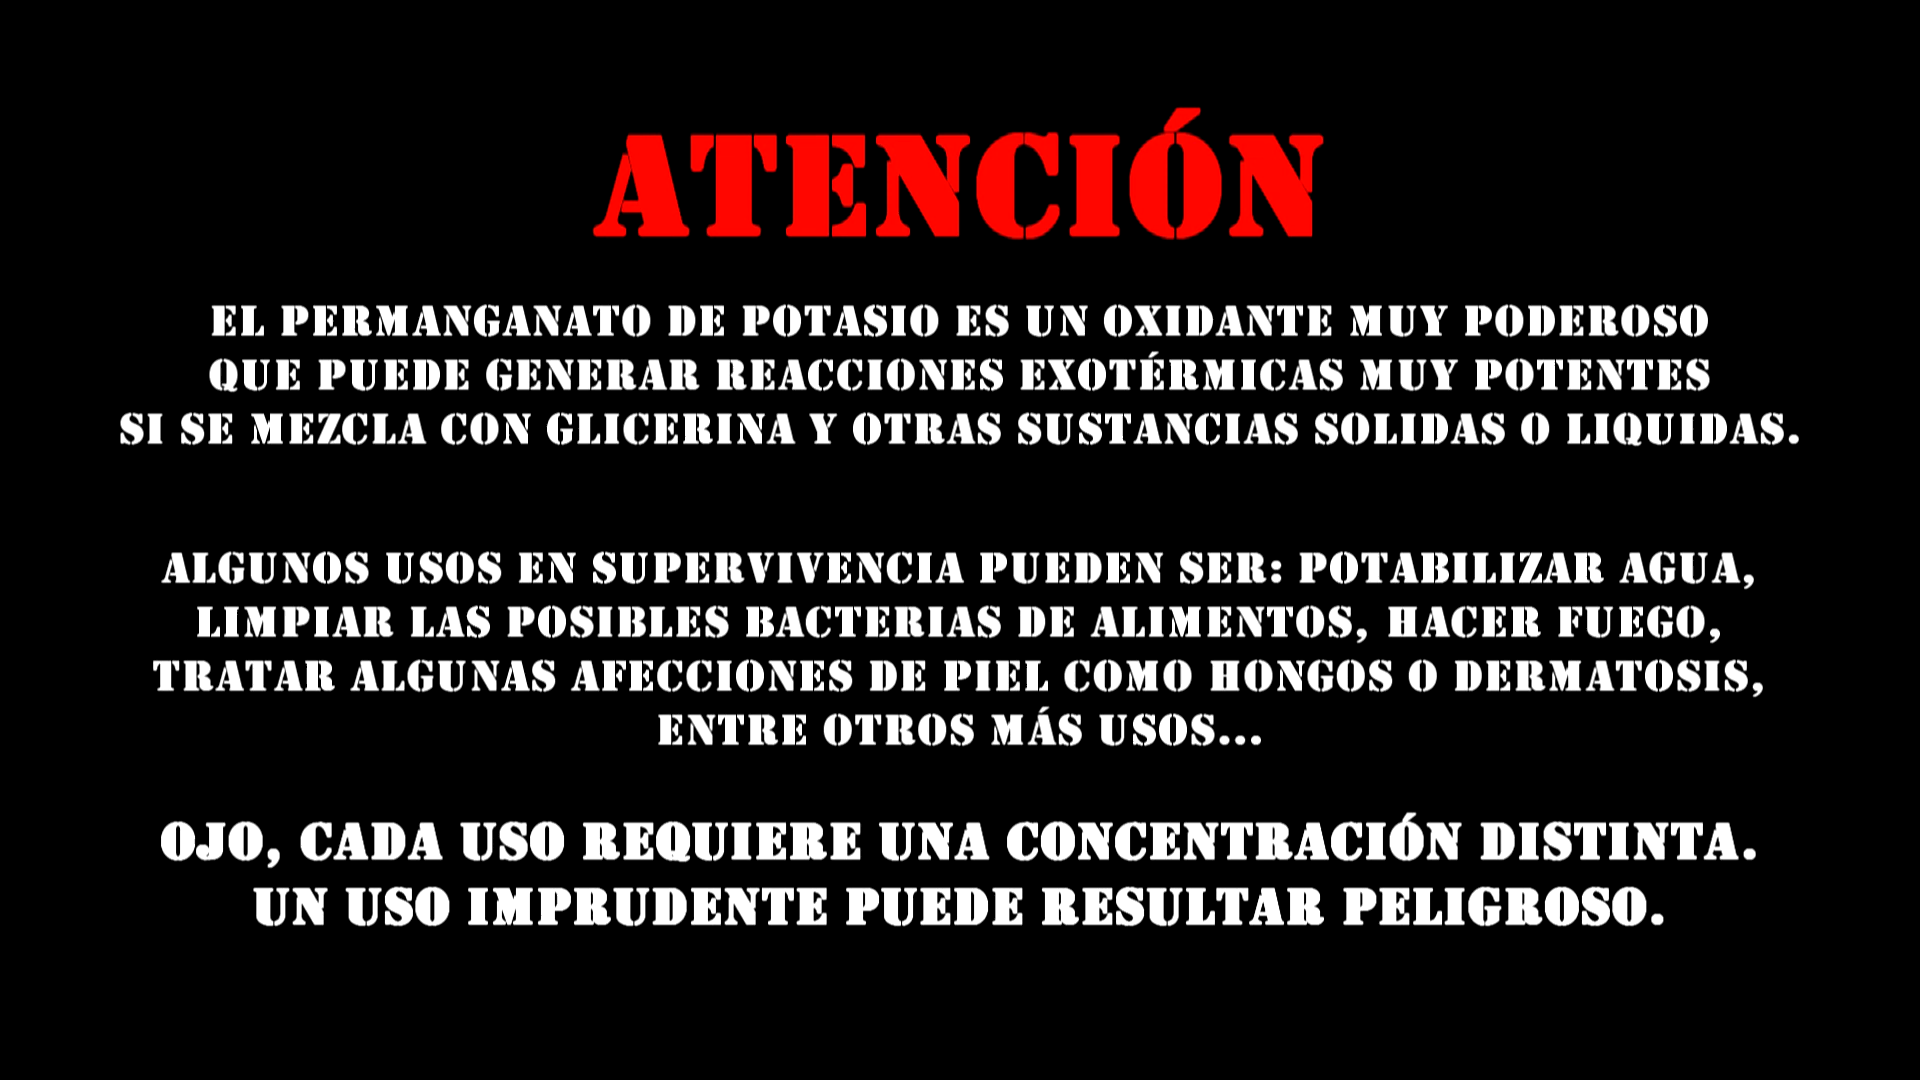 ATENCIÓN
EL PERMANGANATO DE POTASIO ES UN OXIDANTE MUY PODEROSO
QUE PUEDE GENERAR REACCIONES EXOTÉRMICAS MUY POTENTES
SI SE MEZCLA CON GLICERINA Y OTRAS SUSTANCIAS SOLIDAS O LIQUIDAS.
ALGUNOS USOS EN SUPERVIVENCIA PUEDEN SER: POTABILIZAR AGUA,
LIMPIAR LAS POSIBLES BACTERIAS DE ALIMENTOS, HACER FUEGO,
TRATAR ALGUNAS AFECCIONES DE PIEL COMO HONGOS O DERMATOSIS,
ENTRE OTROS MÁS USOS...
OJO, CADA USO REQUIERE UNA CONCENTRACIÓN DISTINTA.
UN USO IMPRUDENTE PUEDE RESULTAR PELIGROSO.